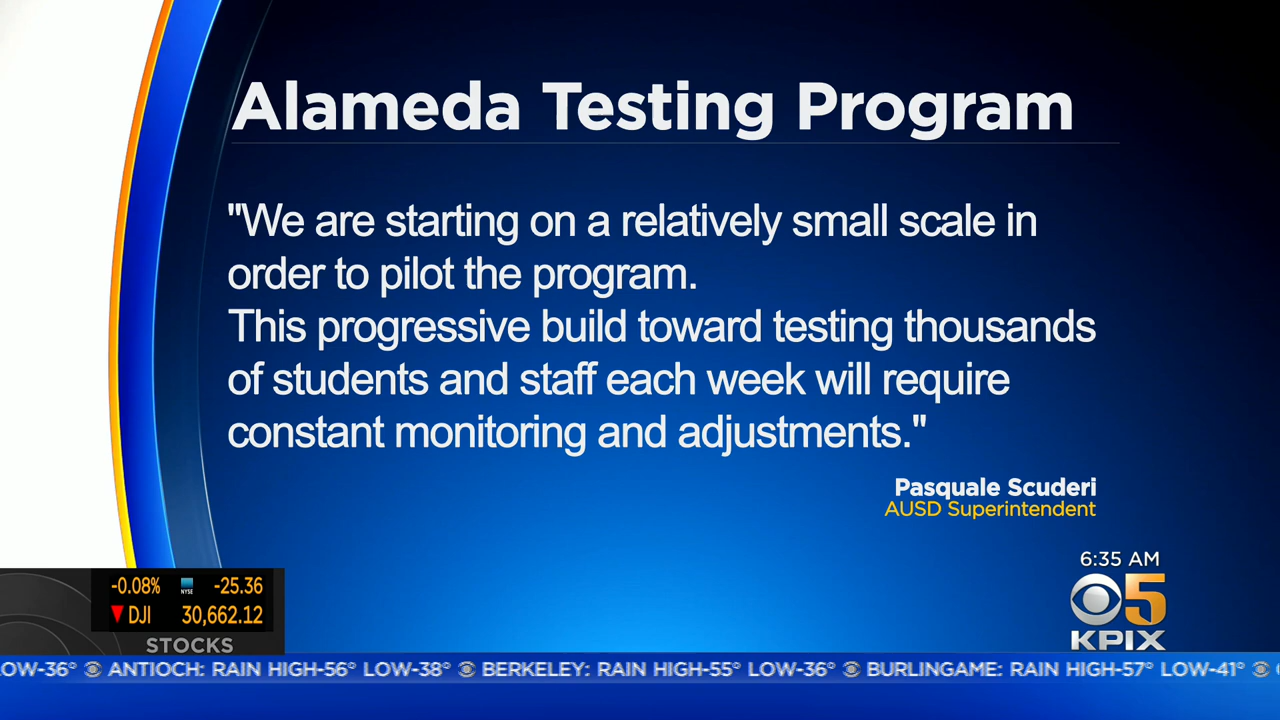 Alameda Testing Program
"We are starting on a relatively small scale in
order to pilot the program.
This progressive build toward testing thousands
of students and staff each week will require
constant monitoring and adjustments."
Pasquale Scuderi
AUSD Superintendent
6:35 AM
5
KPIX
-0.08% NYSE -25.36
DJI 30,662.12
STOCKS
LOW-36° ANTIOCH: RAIN HIGH-56° LOW-38° BERKELEY: RAIN HIGH-55° LOW-36° BURLINGAME: RAIN HIGH-57° LOW-41°